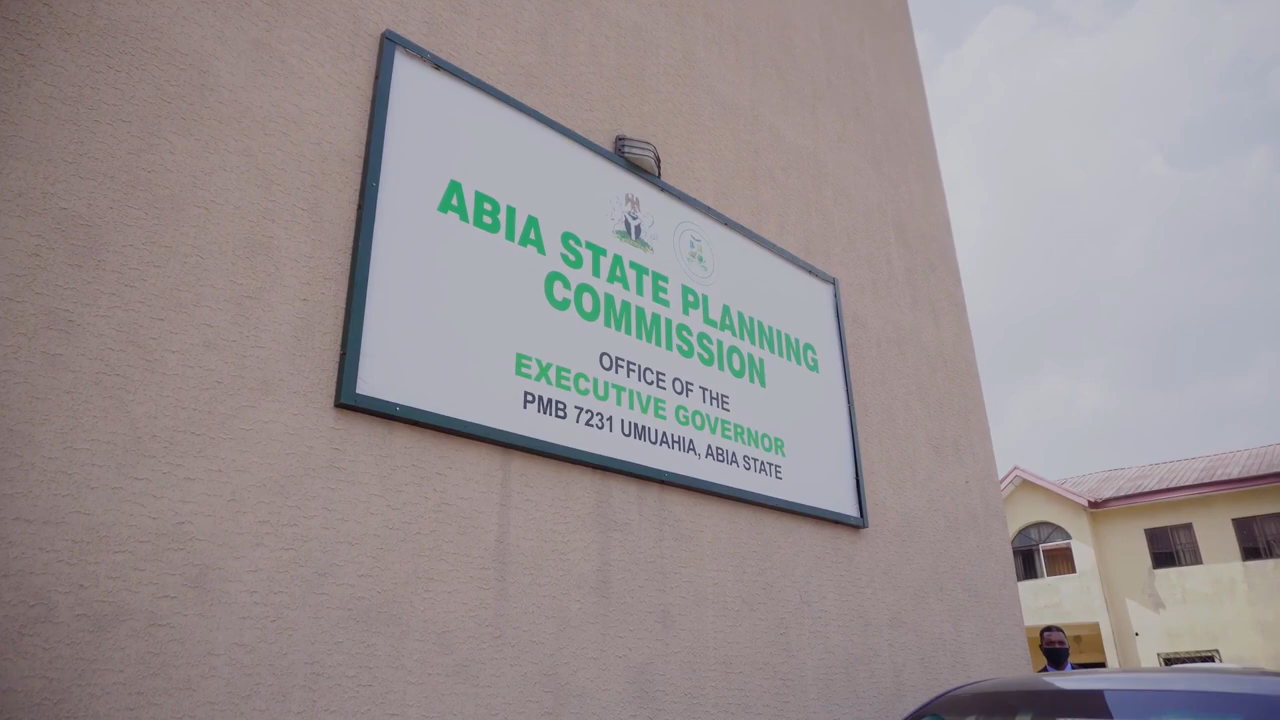 ABIA STATE PLANNING
COMMISSION
OFFICE OF THE
EXECUTIVE GOVERNOR
PMB 7231 UMUAHIA, ABIA STATE